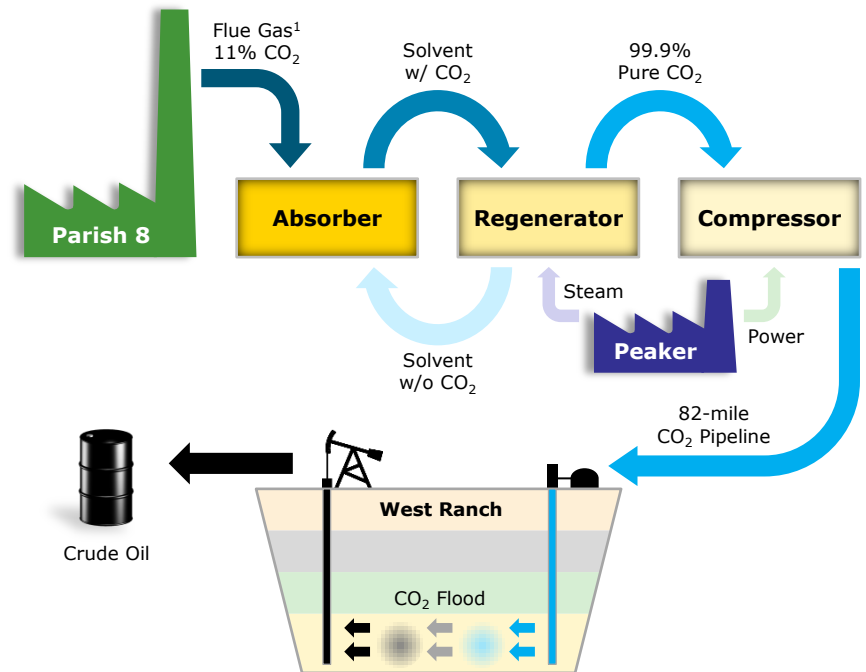 Flue Gas¹
11% CO₂
Solvent
w/ CO₂
99.9%
Pure CO₂
Parish 8
Absorber
Regenerator
Compressor
Steam
Peaker
Power
Solvent
w/o CO₂
82-mile
CO₂ Pipeline
West Ranch
Crude Oil
CO₂ Flood